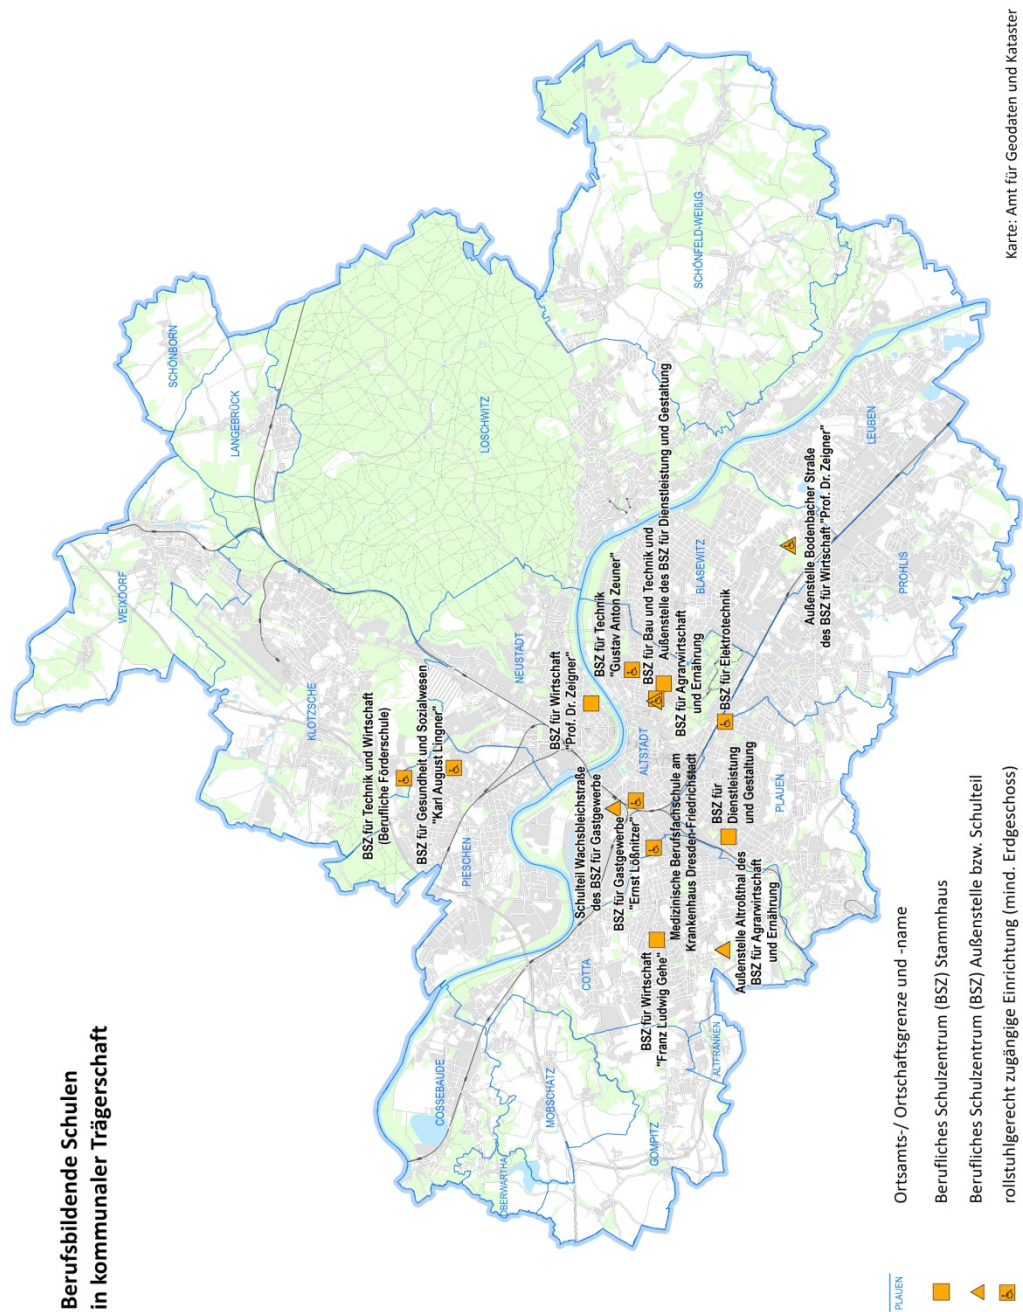 Berufsbildende Schulen
in kommunaler Trägerschaft
WEIXDORF
SCHÖNBORN
LANGEBRÜCK
KLOTZSCHE
LOSCHWITZ
SCHÖNFELD-WEIßIG
PIESCHEN
NEUSTADT
COSSEBAUDE
OBERWARTHA
MOBSCHATZ
GOMPITZ
ALTFRANKEN
COTTA
ALTSTADT
BLASEWITZ
PLAUEN
PROHLIS
LEUBEN
BSZ für Technik und Wirtschaft
(Berufliche Förderschule)
BSZ für Gesundheit und Sozialwesen
"Karl August Lingner"
BSZ für Wirtschaft
"Prof. Dr. Zeigner"
BSZ für Technik
"Gustav Anton Zeuner"
Schulteil Wachsbleichstraße
des BSZ für Gastgewerbe
BSZ für Gastgewerbe
"Ernst Lößnitzer"
BSZ für Bau und Technik und
Außenstelle des BSZ für Dienstleistung und Gestaltung
BSZ für Agrarwirtschaft
und Ernährung
Medizinische Berufsfachschule am
Krankenhaus Dresden-Friedrichstadt
BSZ für Wirtschaft
"Franz Ludwig Gehe"
BSZ für Elektrotechnik
BSZ für
Dienstleistung
und Gestaltung
Außenstelle Altroßthal des
BSZ für Agrarwirtschaft
und Ernährung
Außenstelle Bodenbacher Straße
des BSZ für Wirtschaft "Prof. Dr. Zeigner"
PLAUEN
Ortsamts-/ Ortschaftsgrenze und -name
Berufliches Schulzentrum (BSZ) Stammhaus
Berufliches Schulzentrum (BSZ) Außenstelle bzw. Schulteil
rollstuhlgerecht zugängige Einrichtung (mind. Erdgeschoss)
Karte: Amt für Geodaten und Kataster